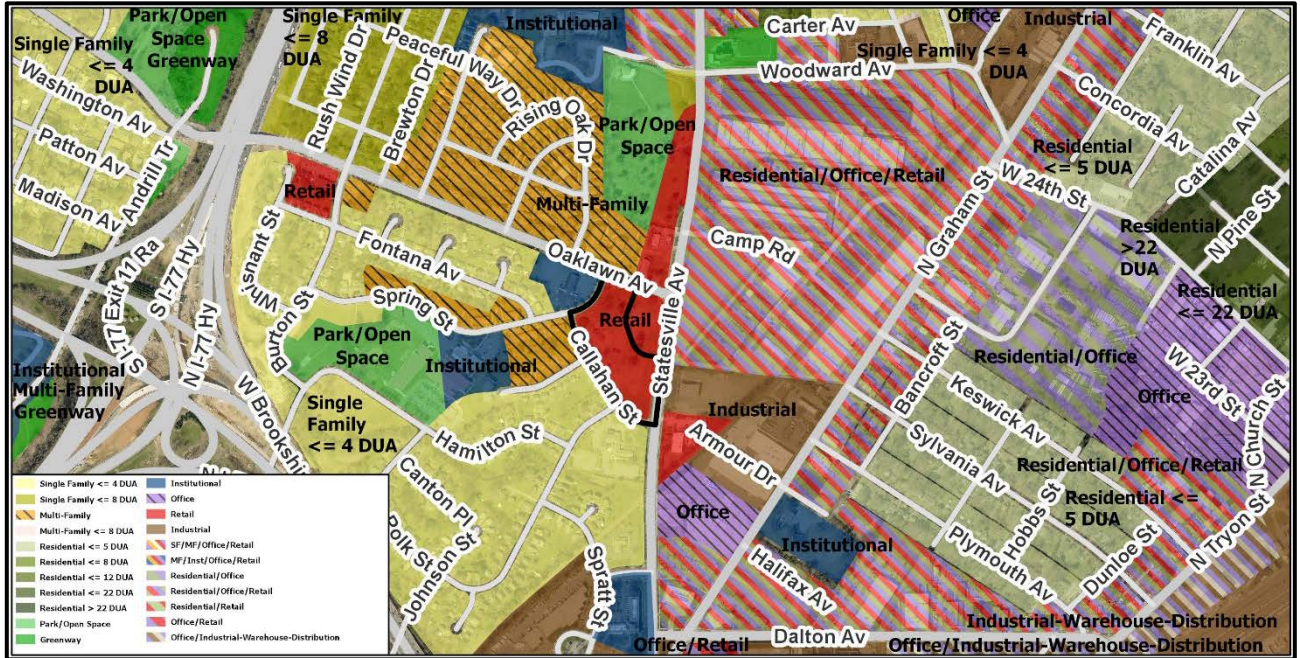 Park/Open
Space
Greenway
Single Family
<= 8
DUA
Single Family
<= 4
DUA
Institutional
Carter Av
Office
Industrial
Single Family <= 4
DUA
Woodward Av
Franklin Av
Concordia Av
Catalina Av
Washington Av
Patton Av
Madison Av
Andrill Tr
Rush Wind Dr
Brewton Dr
Peaceful Way Dr
Rising Oak Dr
Park/Open
Space
Residential/Office/Retail
Residential
<= 5 DUA
W 24th St
N Pine St
N Graham St
Retail
Multi-Family
Camp Rd
Residential
>22
DUA
Residential
<= 22 DUA
Whisnant St
Fontana Av
Oaklawn Av
Spring St
Statesville Av
I-77 Exit 11 Ra
S I-77 Hy
N I-77 Hy
I-77-I S
Burton St
Park/Open
Space
Institutional
Retail
Callahan St
Bancroft St
Residential/Office
W 23rd St
Office
N Church St
Institutional
Multi-Family
Greenway
W Brookshi
Single
Family
<= 4 DUA
Hamilton St
Industrial
Armour Dr
Keswick Av
Sylvania Av
Residential/Office/Retail
Residential <=
5 DUA
Canton Pl
Polk St
Johnson St
Spratt St
Office
Institutional
Halifax Av
Plymouth Av
Hobbs St
Dunloe St
N Tryon St
Industrial-Warehouse-Distribution
Office/Retail
Dalton Av
Office/Industrial-Warehouse-Distribution
Single Family <= 4 DUA
Single Family <= 8 DUA
Multi-Family
Multi-Family <= 8 DUA
Residential <= 5 DUA
Residential <= 8 DUA
Residential <= 12 DUA
Residential <= 22 DUA
Residential > 22 DUA
Park/Open Space
Greenway
Institutional
Office
Retail
Industrial
SF/MF/Office/Retail
MF/Inst/Office/Retail
Residential/Office
Residential/Office/Retail
Residential/Retail
Office/Retail
Office/Industrial-Warehouse-Distribution